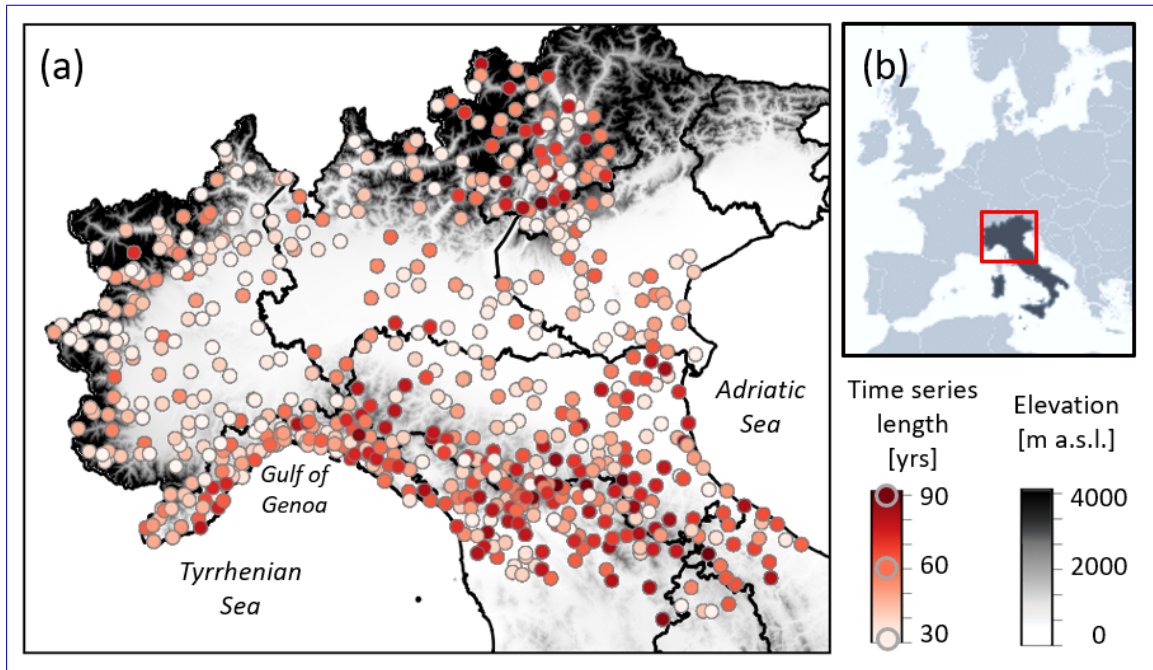 (a)
Gulf of
Genoa
Tyrrhenian
Sea
Adriatic
Sea
(b)
Time series
length
[yrs]
90
60
30
Elevation
[m a.s.l.]
4000
2000
0